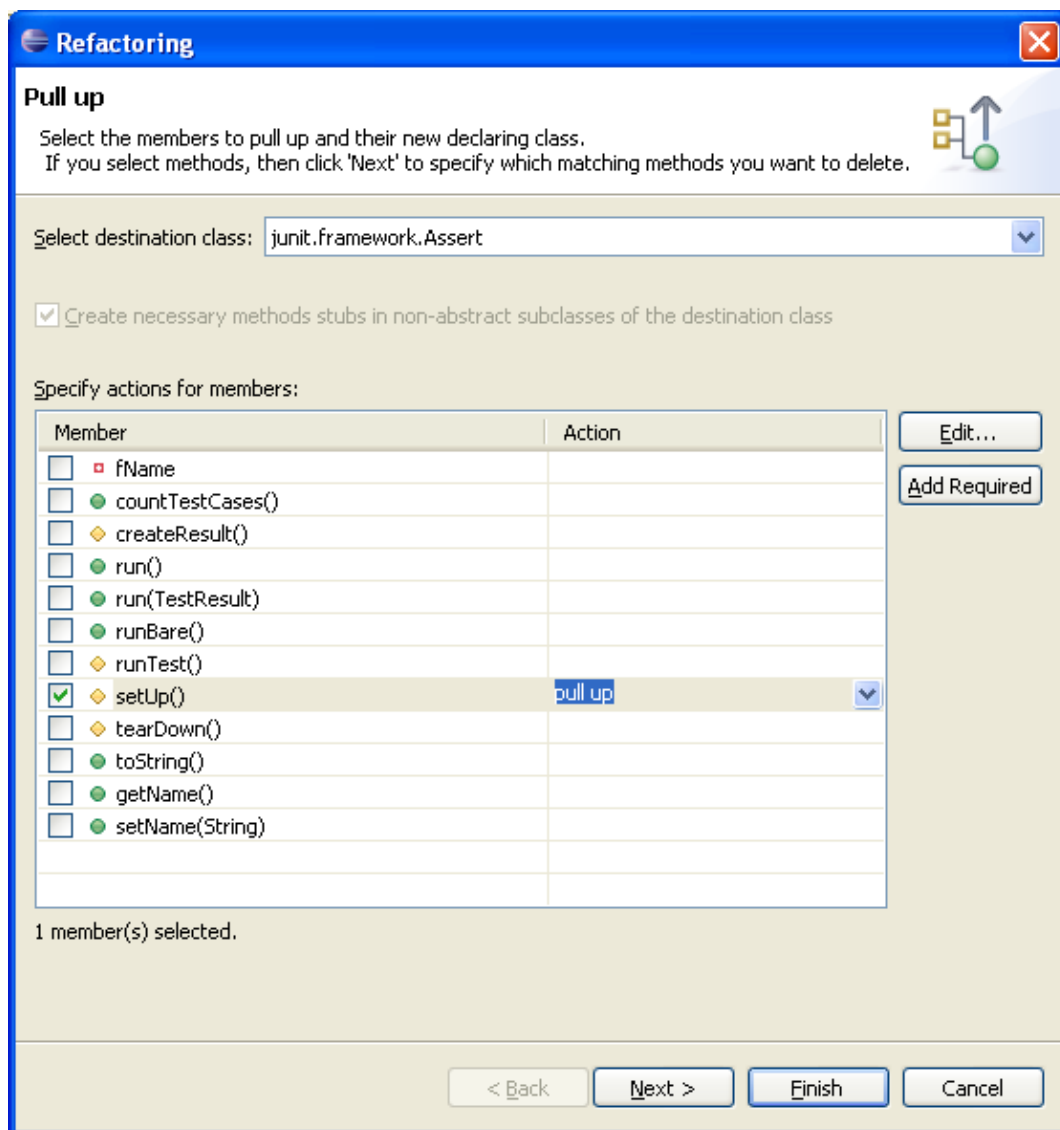 Refactoring
Pull up
Select the members to pull up and their new declaring class.
If you select methods, then click 'Next' to specify which matching methods you want to delete.
Select destination class: junit.framework.Assert
Create necessary methods stubs in non-abstract subclasses of the destination class
Specify actions for members:
Member Action
Edit...
fName
Add Required
countTestCases()
createResult()
run()
run(TestResult)
runBare()
runTest()
setUp() pull up
tearDown()
toString()
getName()
setName(String)
1 member(s) selected.
< Back Next > Finish Cancel